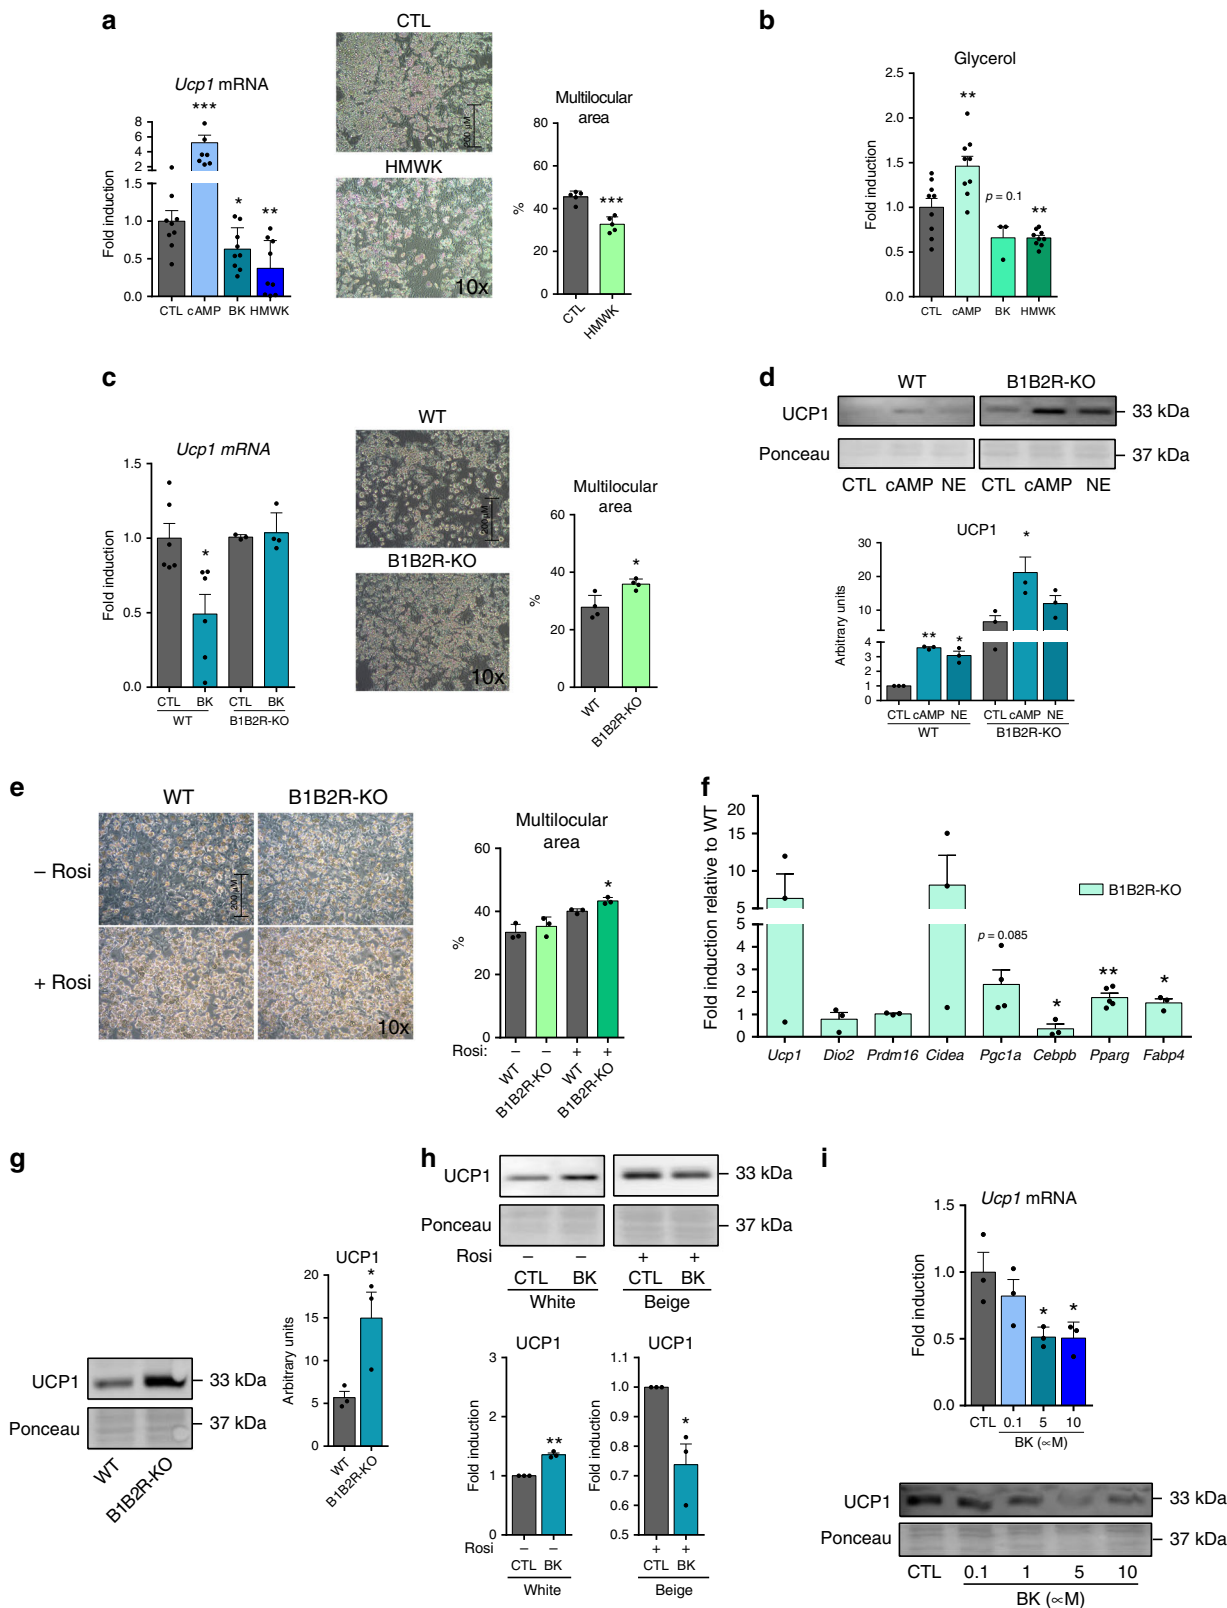 a
Ucp1 mRNA
Fold induction
8
6
4
2
1.5
1.0
0.5
0.0
***
*
**
CTL cAMP BK HMWK
CTL
200 µM
HMWK
10x
Multilocular
area
%
60
40
20
0
***
CTL
HMWK
b
Glycerol
Fold induction
2.5
2.0
1.5
1.0
0.5
0.0
**
p = 0.1
**
CTL cAMP BK HMWK
c
Ucp1 mRNA
Fold induction
1.5
1.0
0.5
0.0
*
CTL BK CTL BK
WT B1B2R-KO
WT
200 µM
B1B2R-KO
10x
Multilocular
area
%
60
40
20
0
*
WT
B1B2R-KO
d
WT B1B2R-KO
UCP1 33 kDa
Ponceau 37 kDa
CTL cAMP NE CTL cAMP NE
UCP1
Arbitrary units
30
20
10
4
3
2
1
0
** * *
CTL cAMP NE CTL cAMP NE
WT B1B2R-KO
e
WT B1B2R-KO
– Rosi
200 µM
+ Rosi
10x
Multilocular
area
%
60
40
20
0
*
Rosi: – – + +
WT
B1B2R-KO
WT
B1B2R-KO
f
Fold induction relative to WT
20
15
10
5
5
4
3
2
1
0
B1B2R-KO
p = 0.085
* ** *
Ucp1 Dio2 Prdm16 Cidea Pgc1a Cebpb Pparg Fabp4
g
UCP1 33 kDa
Ponceau 37 kDa
WT
B1B2R-KO
UCP1
Arbitrary units
20
15
10
5
0
*
WT
B1B2R-KO
h
UCP1 33 kDa
Ponceau 37 kDa
Rosi – – + +
CTL BK CTL BK
White Beige
UCP1
Fold induction
3
2
1
0
**
Rosi – –
CTL BK
White
UCP1
Fold induction
1.1
1.0
0.9
0.8
0.7
0.6
0.5
*
+ +
CTL BK
Beige
i
Ucp1 mRNA
Fold induction
1.5
1.0
0.5
0.0
* *
CTL 0.1 5 10
BK (∝M)
UCP1 33 kDa
Ponceau 37 kDa
CTL 0.1 1 5 10
BK (∝M)